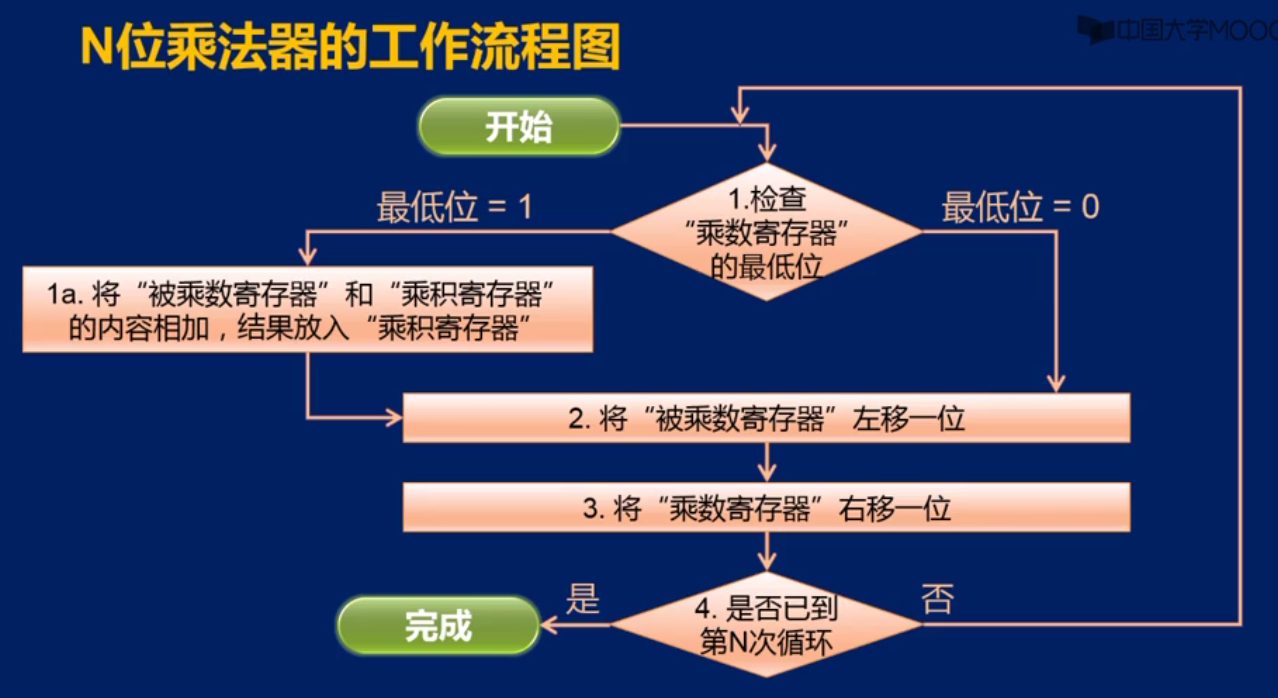 N位乘法器的工作流程图
中国大学MOOC
开始
最低位 = 1
1.检查
“乘数寄存器”
的最低位
最低位 = 0
1a. 将“被乘数寄存器”和“乘积寄存器”
的内容相加，结果放入“乘积寄存器”
2. 将“被乘数寄存器”左移一位
3. 将“乘数寄存器”右移一位
4. 是否已到
第N次循环
是
否
完成